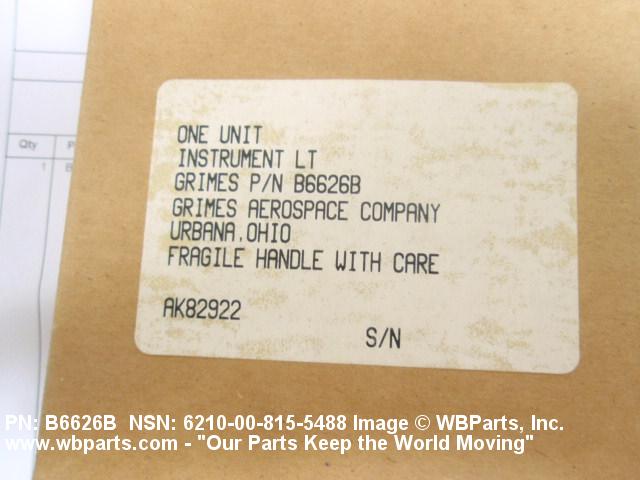 Qty P
1 B
ONE UNIT
INSTRUMENT LT
GRIMES P/N B6626B
GRIMES AEROSPACE COMPANY
URBANA,OHIO
FRAGILE HANDLE WITH CARE
AK82922
S/N
PN: B6626B NSN: 6210-00-815-5488 Image © WBParts, Inc.
www.wbparts.com - "Our Parts Keep the World Moving"